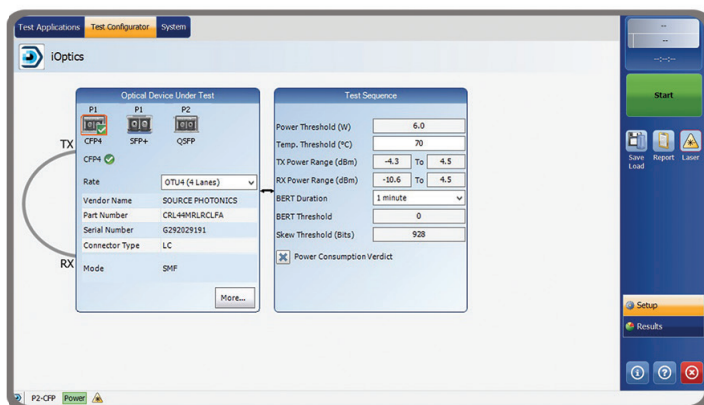 Test Applications
Test Configurator
System
iOptics
Optical Device Under Test
P1
P1
P2
CFP4
SFP+
QSFP
TX
CFP4
Rate
OTU4 (4 Lanes)
Vendor Name SOURCE PHOTONICS
Part Number CRL44MRLRCLFA
Serial Number G292029191
Connector Type LC
RX
Mode SMF
More...
Test Sequence
Power Threshold (W) 6.0
Temp. Threshold (°C) 70
TX Power Range (dBm) -4.3 To 4.5
RX Power Range (dBm) -10.6 To 4.5
BERT Duration 1 minute
BERT Threshold 0
Skew Threshold (Bits) 928
Power Consumption Verdict
--
--
--:--:--
Start
Save
Load
Report
Laser
Setup
Results
P2-CFP Power